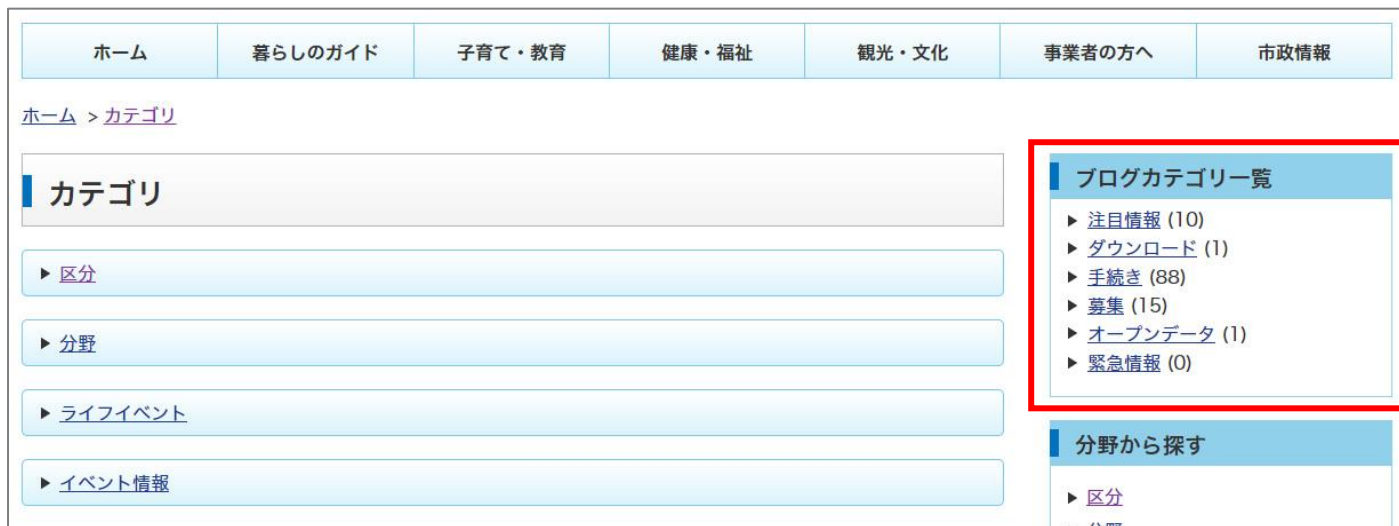 ホーム 暮らしのガイド 子育て・教育 健康・福祉 観光・文化 事業者の方へ 市政情報
ホーム > カテゴリ
カテゴリ
区分
分野
ライフイベント
イベント情報
ブログカテゴリ一覧
注目情報 (10)
ダウンロード (1)
手続き (88)
募集 (15)
オープンデータ (1)
緊急情報 (0)
分野から探す
区分